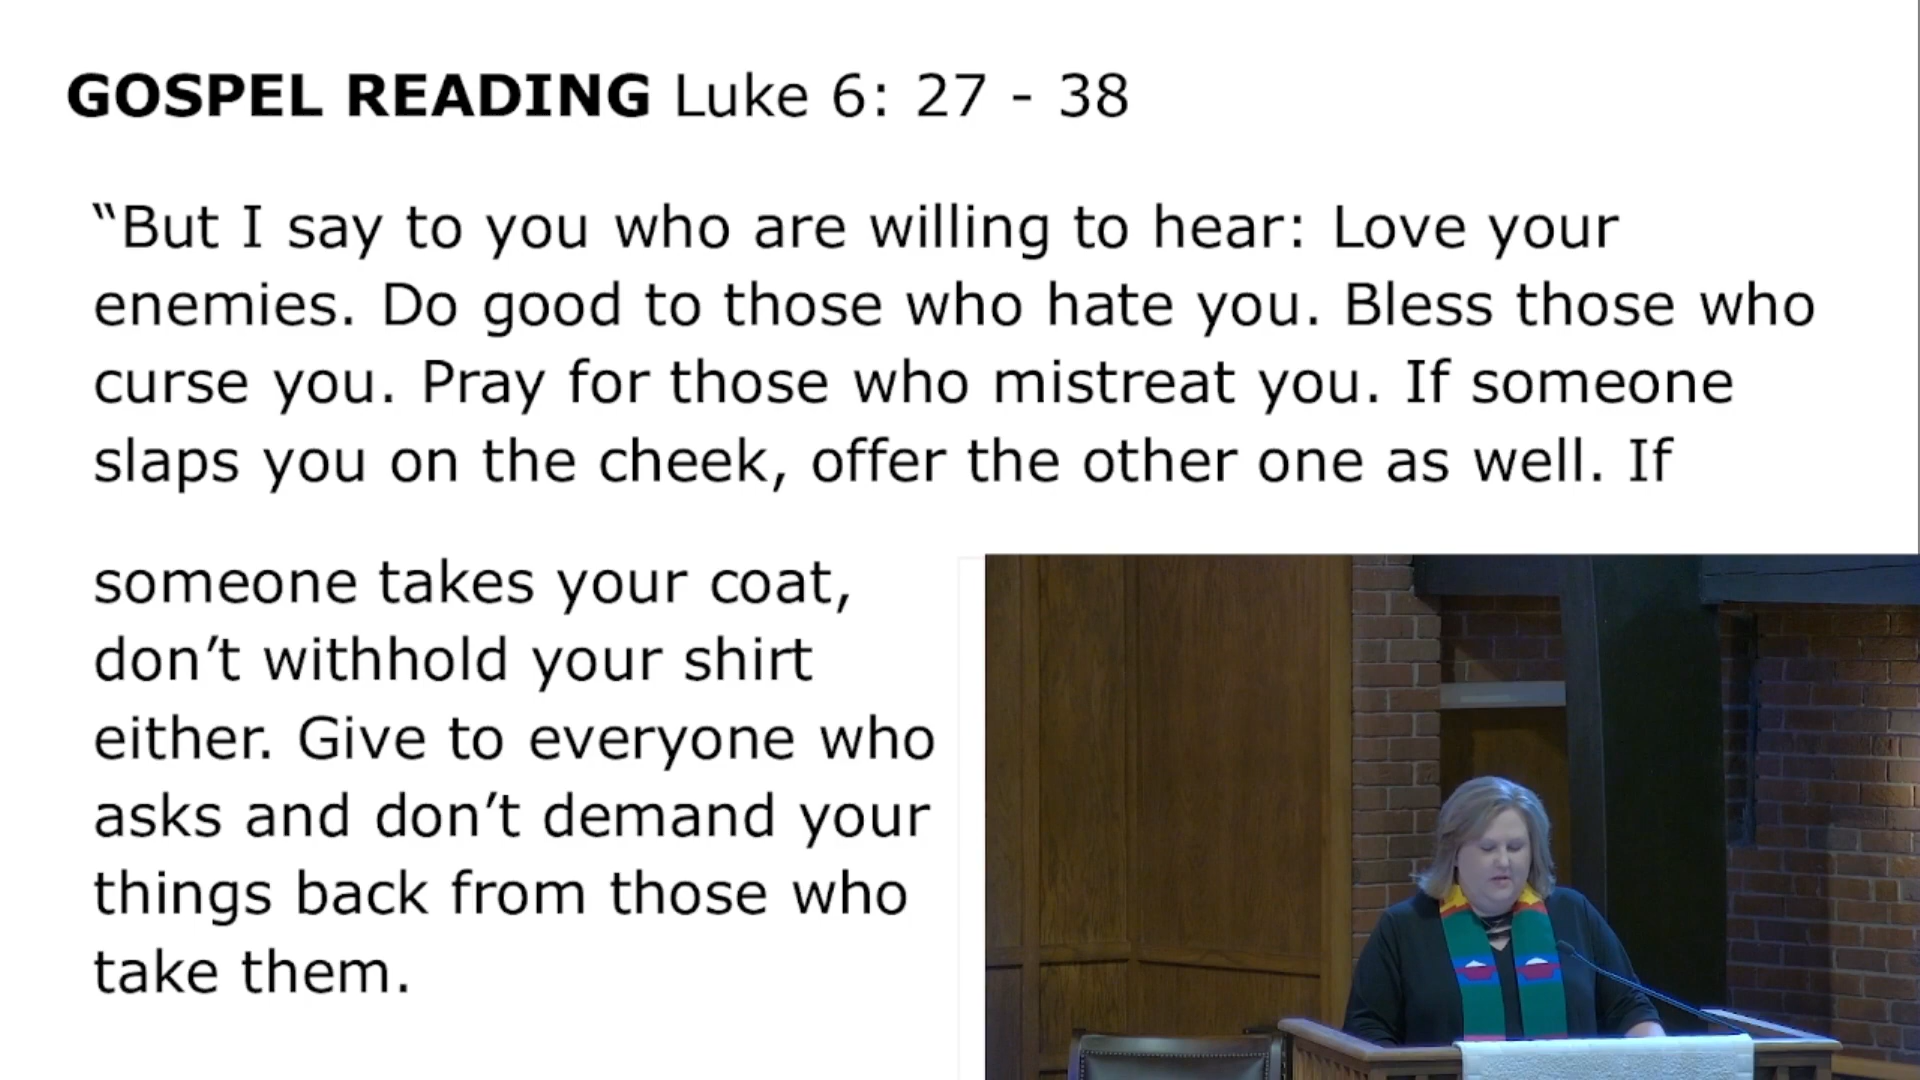 GOSPEL READING Luke 6: 27 - 38
“But I say to you who are willing to hear: Love your
enemies. Do good to those who hate you. Bless those who
curse you. Pray for those who mistreat you. If someone
slaps you on the cheek, offer the other one as well. If
someone takes your coat,
don’t withhold your shirt
either. Give to everyone who
asks and don’t demand your
things back from those who
take them.